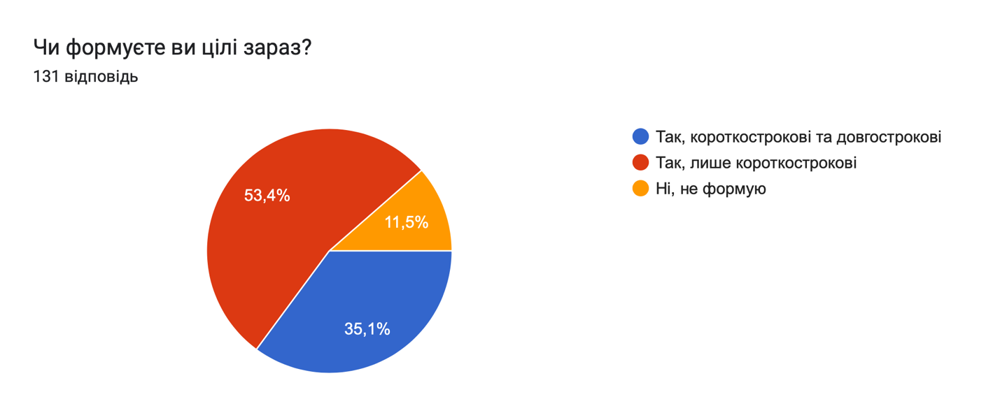 Чи формуєте ви цілі зараз?
131 відповідь
Так, короткострокові та довгострокові
Так, лише короткострокові
Ні, не формую
53,4%
11,5%
35,1%